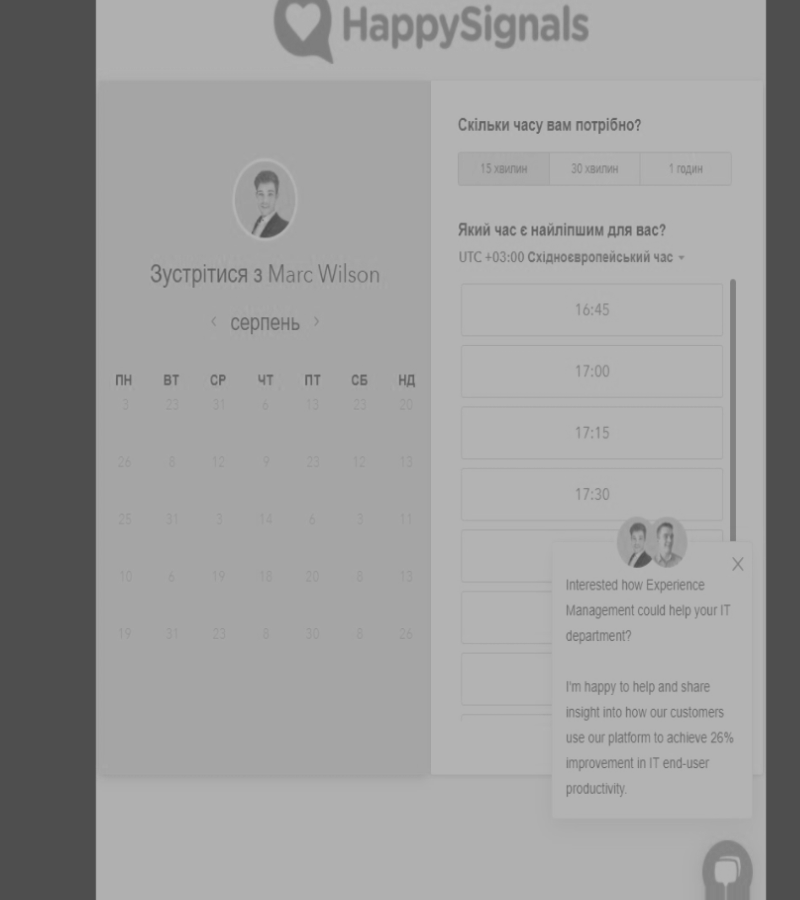 HappySignals
Зустрітися з Marc Wilson
серпень
ПН ВТ СР ЧТ ПТ СБ НД
3 23 31 6 13 23 20
26 8 12 9 23 12 13
25 31 3 14 6 3 11
10 6 19 18 20 8 13
19 31 23 8 30 8 26
Скільки часу вам потрібно?
15 хвилин 30 хвилин 1 годин
Який час є найліпшим для вас?
UTC +03:00 Східноєвропейський час
16:45
17:00
17:15
17:30
Interested how Experience
Management could help your IT
department?
I'm happy to help and share
insight into how our customers
use our platform to achieve 26%
improvement in IT end-user
productivity.